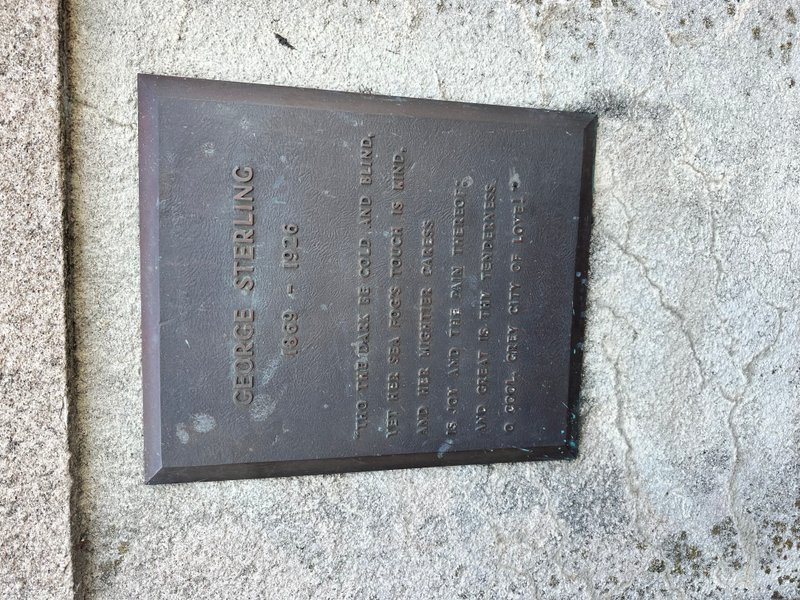 GEORGE STERLING
1869 - 1926
"THO THE DARK BE COLD AND BLIND,
YET HER SEA FOG'S TOUCH IS KIND,
AND HER MIGHTIER CARESS
IS JOY AND THE PAIN THEREOF;
AND GREAT IS THY TENDERNESS
O COOL, GREY CITY OF LOVE!"